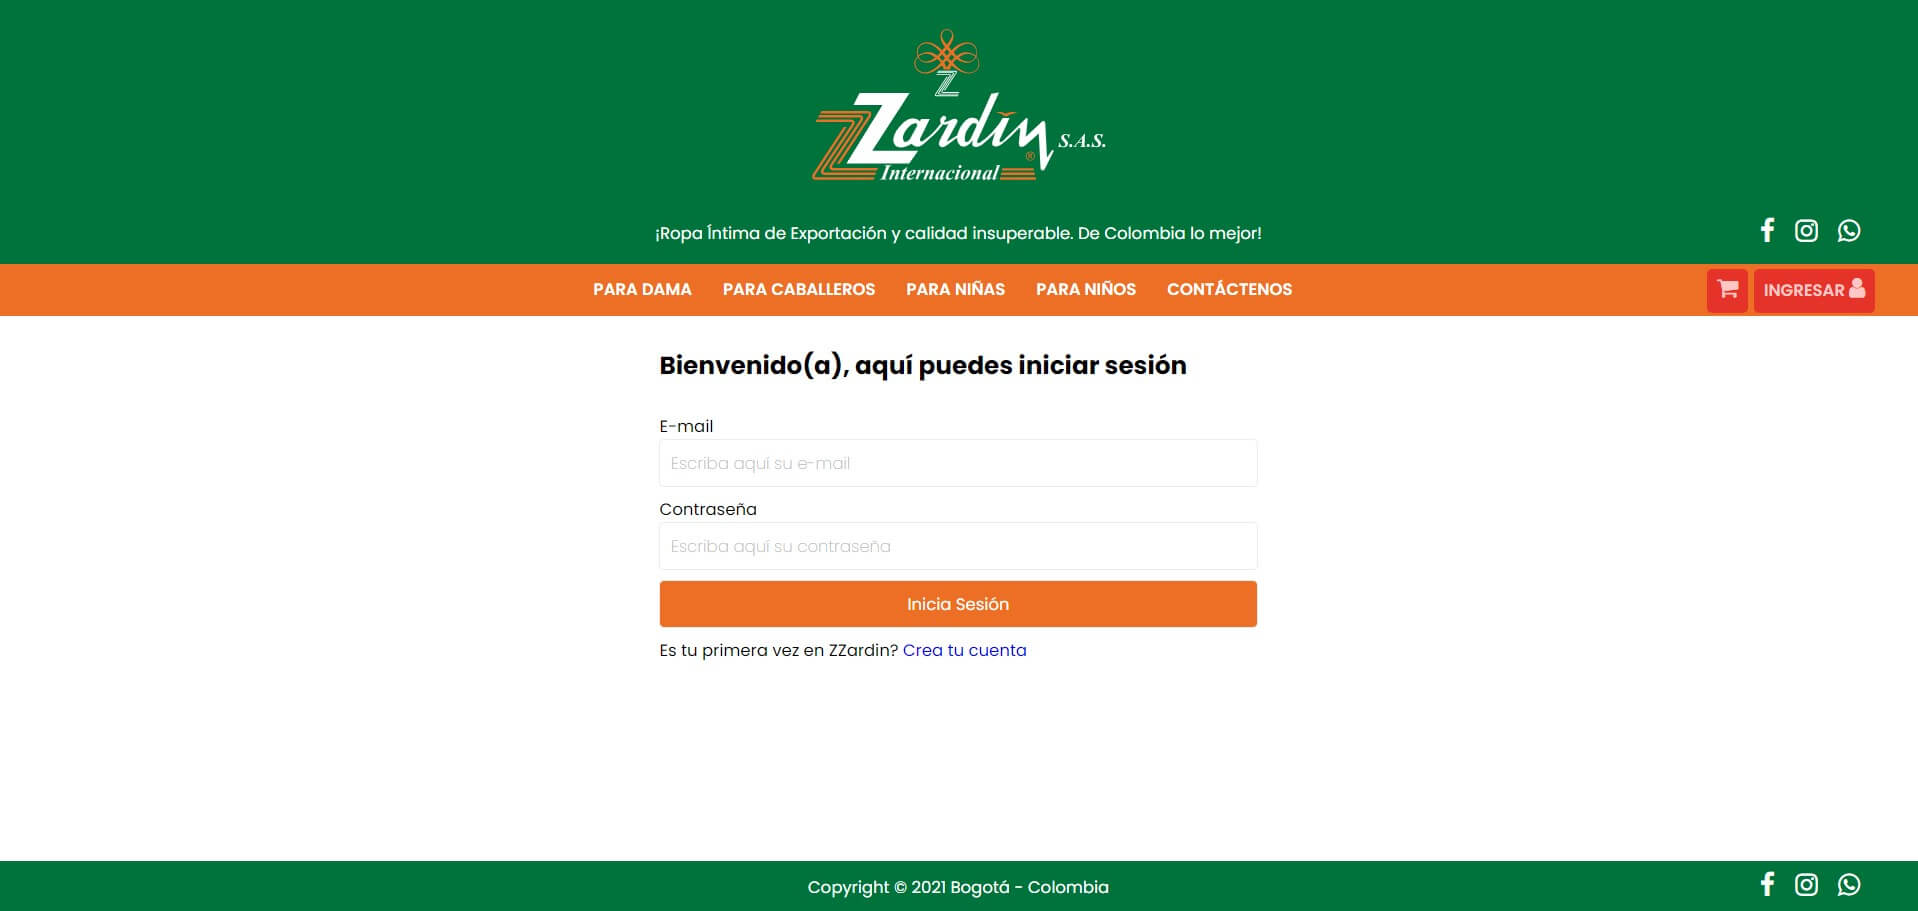 Z
ZZardin S.A.S.
®
Internacional
¡Ropa Íntima de Exportación y calidad insuperable. De Colombia lo mejor!
PARA DAMA PARA CABALLEROS PARA NIÑAS PARA NIÑOS CONTÁCTENOS INGRESAR
Bienvenido(a), aquí puedes iniciar sesión
E-mail
Escriba aquí su e-mail
Contraseña
Escriba aquí su contraseña
Inicia Sesión
Es tu primera vez en ZZardin? Crea tu cuenta
Copyright © 2021 Bogotá - Colombia